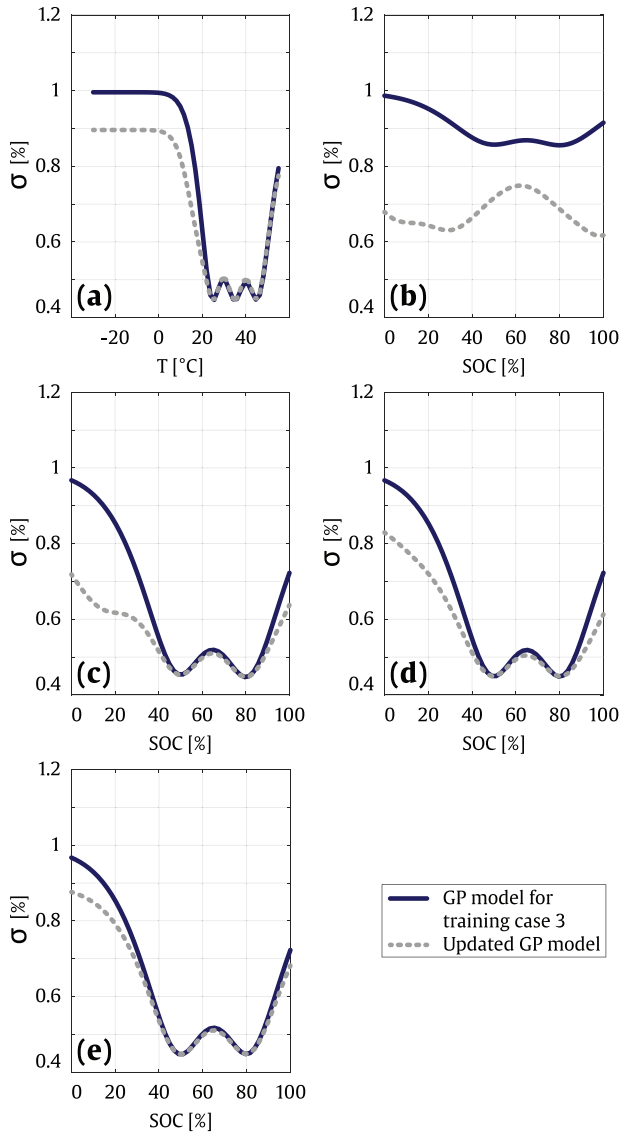 1.2
1
0.8
0.6
0.4
σ [%]
(a)
-20 0 20 40
T [°C]
1.2
1
0.8
0.6
0.4
σ [%]
(b)
0 20 40 60 80 100
SOC [%]
1.2
1
0.8
0.6
0.4
σ [%]
(c)
0 20 40 60 80 100
SOC [%]
1.2
1
0.8
0.6
0.4
σ [%]
(d)
0 20 40 60 80 100
SOC [%]
1.2
1
0.8
0.6
0.4
σ [%]
(e)
0 20 40 60 80 100
SOC [%]
GP model for
training case 3
Updated GP model